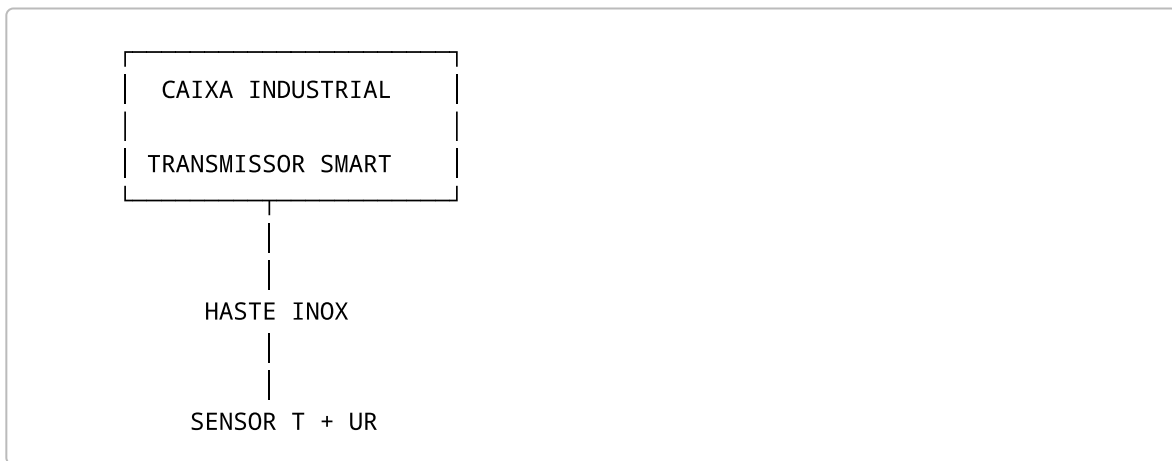 CAIXA INDUSTRIAL
TRANSMISSOR SMART
HASTE INOX
SENSOR T + UR